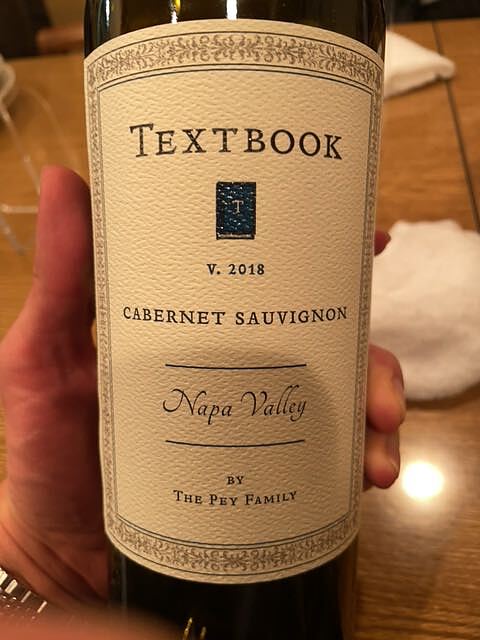 TEXTBOOK
T
V. 2018
CABERNET SAUVIGNON
Napa Valley
BY
THE PEY FAMILY